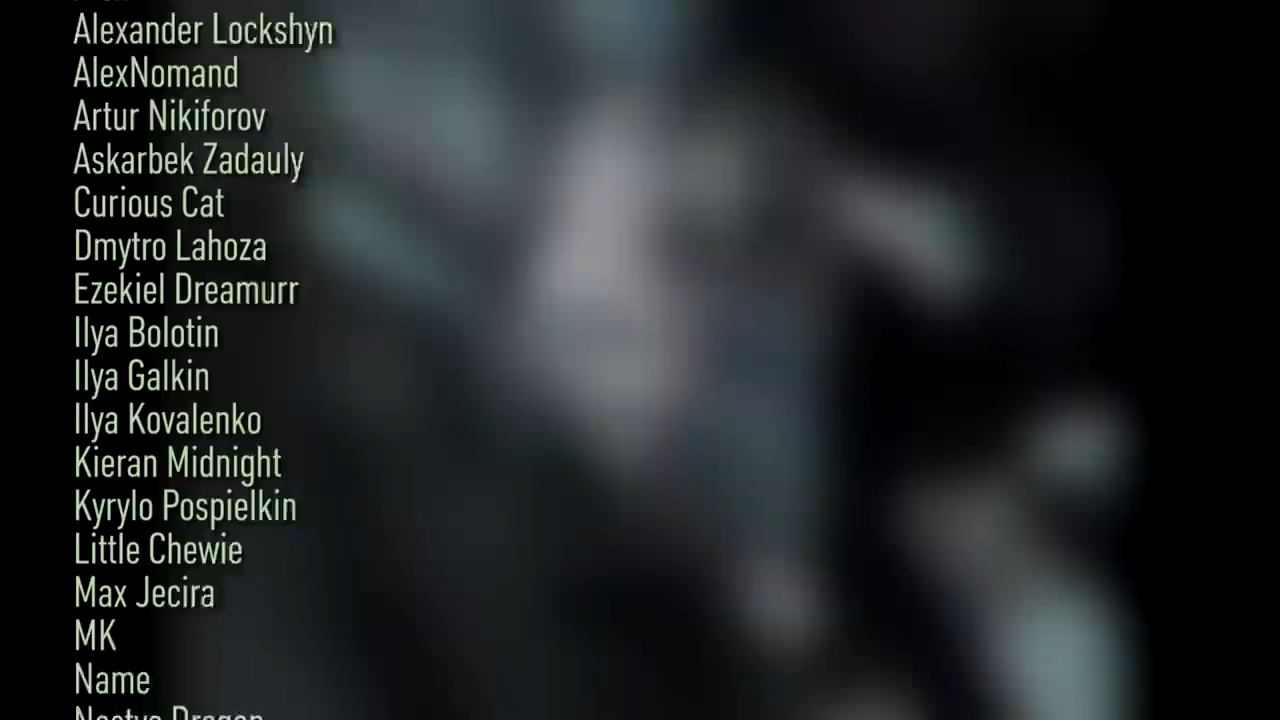 Alexander Lockshyn
AlexNomand
Artur Nikiforov
Askarbek Zadauly
Curious Cat
Dmytro Lahoza
Ezekiel Dreamurr
Ilya Bolotin
Ilya Galkin
Ilya Kovalenko
Kieran Midnight
Kyrylo Pospielkin
Little Chewie
Max Jecira
MK
Name